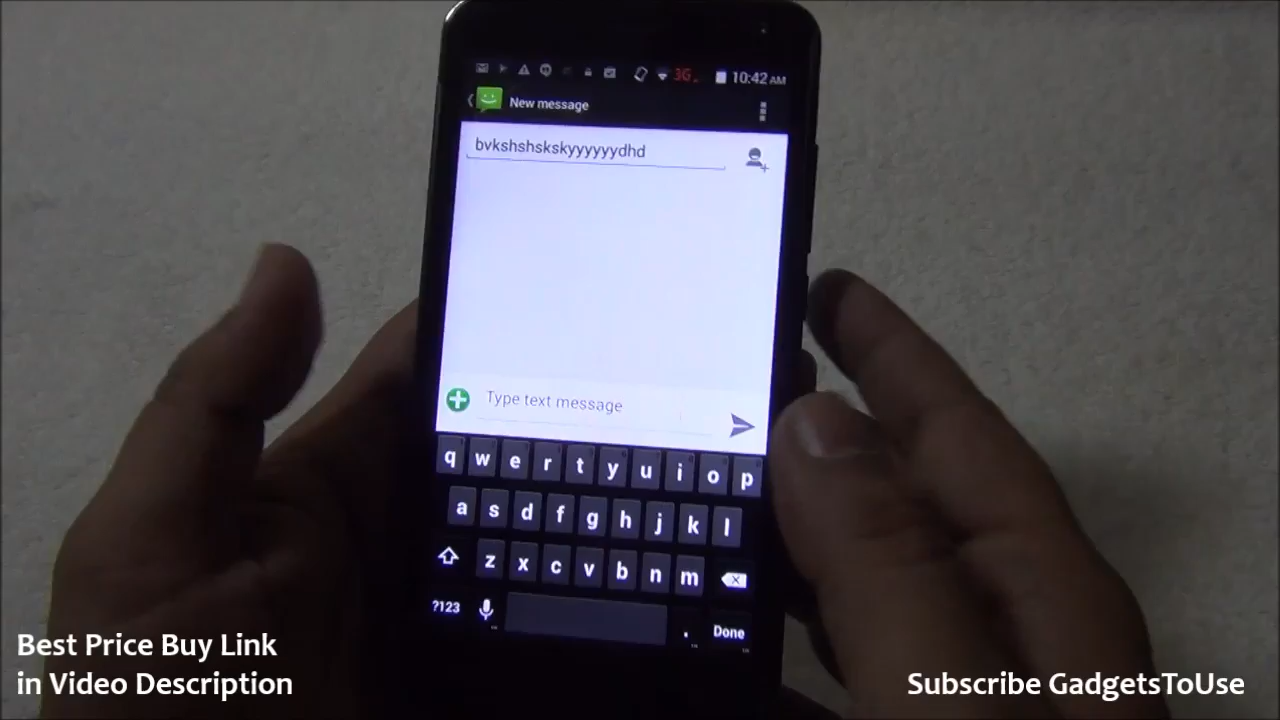 3G 10:42 AM
New message
bvkshshskskyyyyyydhd
Type text message
q w e r t y u i o p
a s d f g h j k l
z x c v b n m
?123 . Done
Best Price Buy Link
in Video Description
Subscribe GadgetsToUse